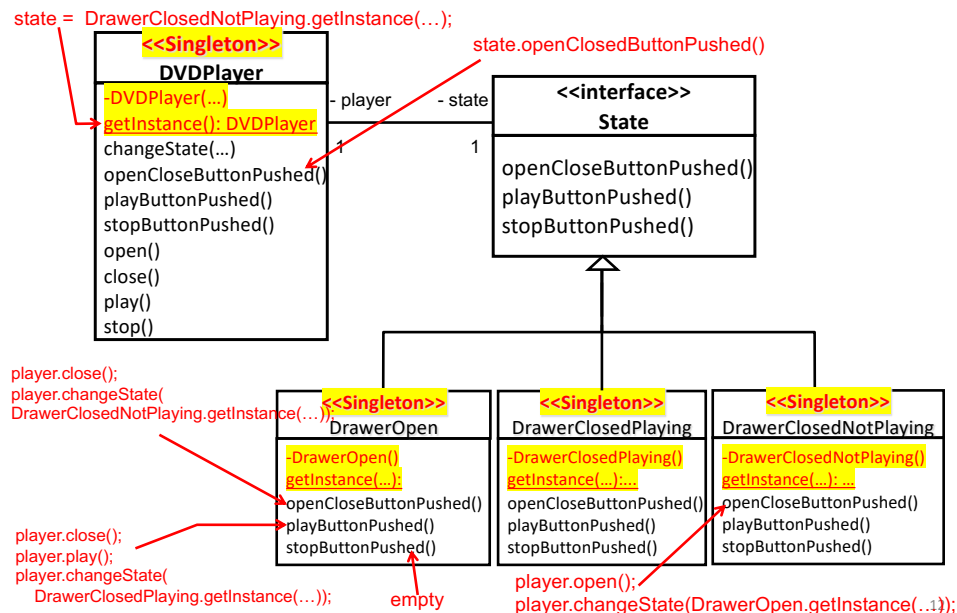 state = DrawerClosedNotPlaying.getInstance(…);
<<Singleton>>
DVDPlayer
-DVDPlayer(…)
getInstance(): DVDPlayer
changeState(…)
openCloseButtonPushed()
playButtonPushed()
stopButtonPushed()
open()
close()
play()
stop()
state.openClosedButtonPushed()
- player
- state
1
1
<<interface>>
State
openCloseButtonPushed()
playButtonPushed()
stopButtonPushed()
player.close();
player.changeState(
DrawerClosedNotPlaying.getInstance(…));
player.close();
player.play();
player.changeState(
DrawerClosedPlaying.getInstance(…));
<<Singleton>>
DrawerOpen
-DrawerOpen()
getInstance(…):
openCloseButtonPushed()
playButtonPushed()
stopButtonPushed()
empty
<<Singleton>>
DrawerClosedPlaying
-DrawerClosedPlaying()
getInstance(…):...
openCloseButtonPushed()
playButtonPushed()
stopButtonPushed()
<<Singleton>>
DrawerClosedNotPlaying
-DrawerClosedNotPlaying()
getInstance(…): ...
openCloseButtonPushed()
playButtonPushed()
stopButtonPushed()
player.open();
player.changeState(DrawerOpen.getInstance(…));